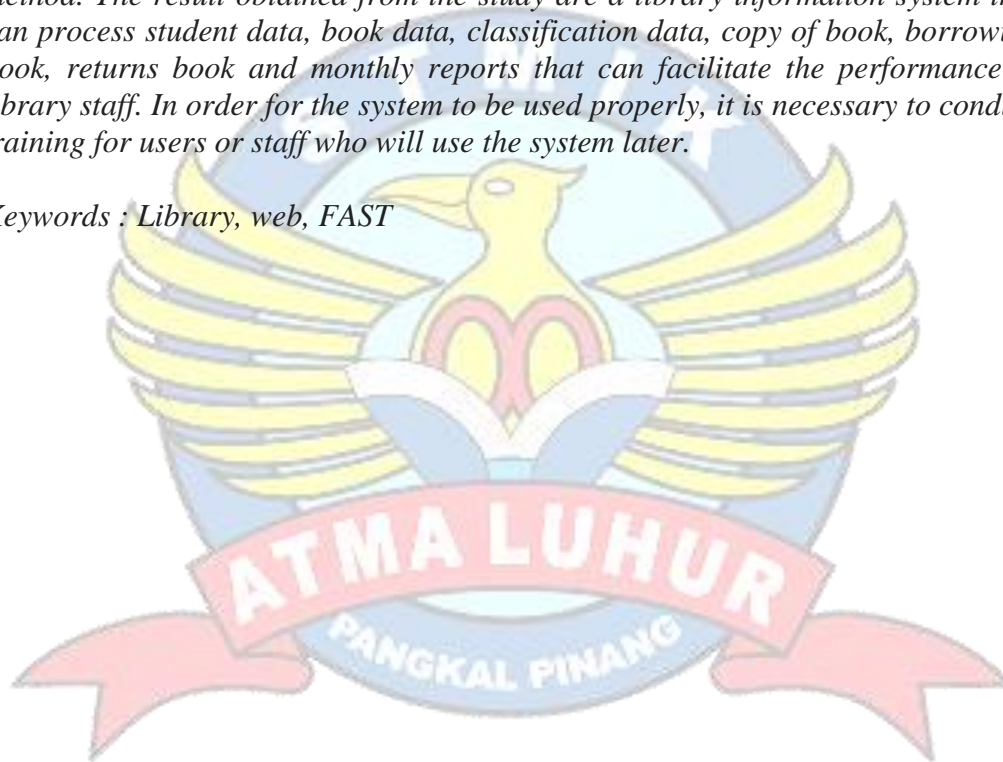 The result obtained from the study are a library information system
process student data, book data, classification data, copy of book,
returns book and monthly reports that can facilitate the performance
staff. In order for the system to be used properly, it is necessary to
for users or staff who will use the system later.
: Library, web, FAST
STMIK
ATMA LUHUR
PANGKAL PINANG